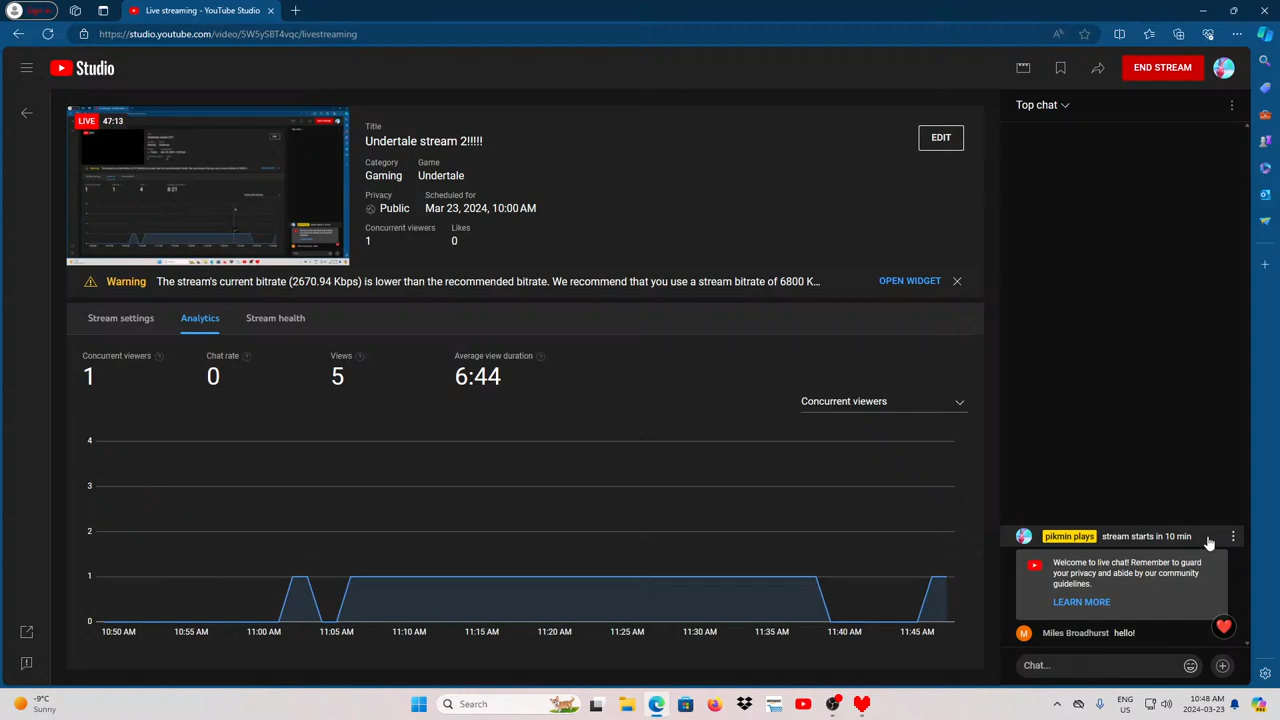 Sign in
Live streaming - YouTube Studio
https://studio.youtube.com/video/5W5ySBT4vqc/livestreaming
Studio
END STREAM
LIVE 47:13
Title
Undertale stream 2!!!!!
EDIT
Category Game
Gaming Undertale
Privacy Scheduled for
Public Mar 23, 2024, 10:00 AM
Concurrent viewers Likes
1 0
Warning The stream's current bitrate (2670.94 Kbps) is lower than the recommended bitrate. We recommend that you use a stream bitrate of 6800 K...
OPEN WIDGET
Stream settings Analytics Stream health
Concurrent viewers Chat rate Views Average view duration
1 0 5 6:44
Concurrent viewers
4
3
2
1
0
10:50 AM 10:55 AM 11:00 AM 11:05 AM 11:10 AM 11:15 AM 11:20 AM 11:25 AM 11:30 AM 11:35 AM 11:40 AM 11:45 AM
Top chat
pikmin plays stream starts in 10 min
Welcome to live chat! Remember to guard
your privacy and abide by our community
guidelines.
LEARN MORE
M Miles Broadhurst hello!
Chat...
-9°C
Sunny
Search
ENG
US
10:48 AM
2024-03-23